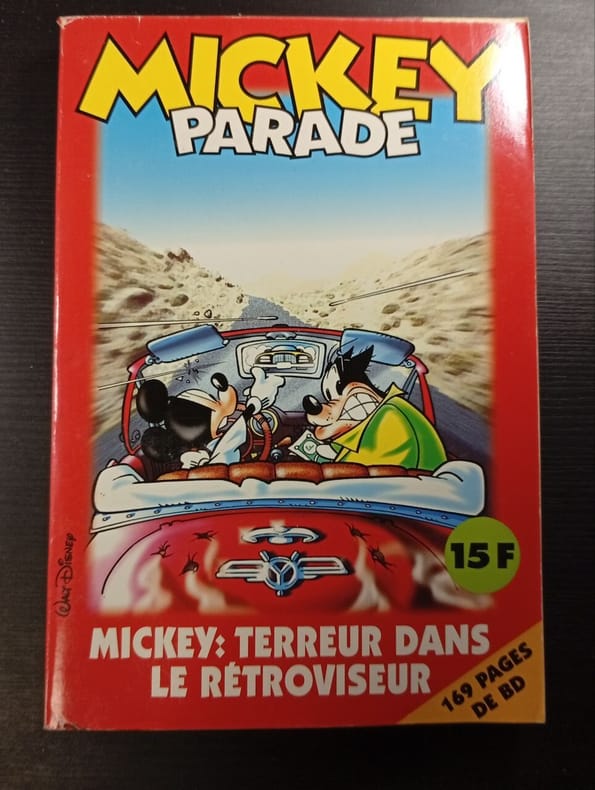 MICKEY
PARADE
15 F
WALT DISNEY
MICKEY: TERREUR DANS
LE RÉTROVISEUR
169 PAGES
DE BD